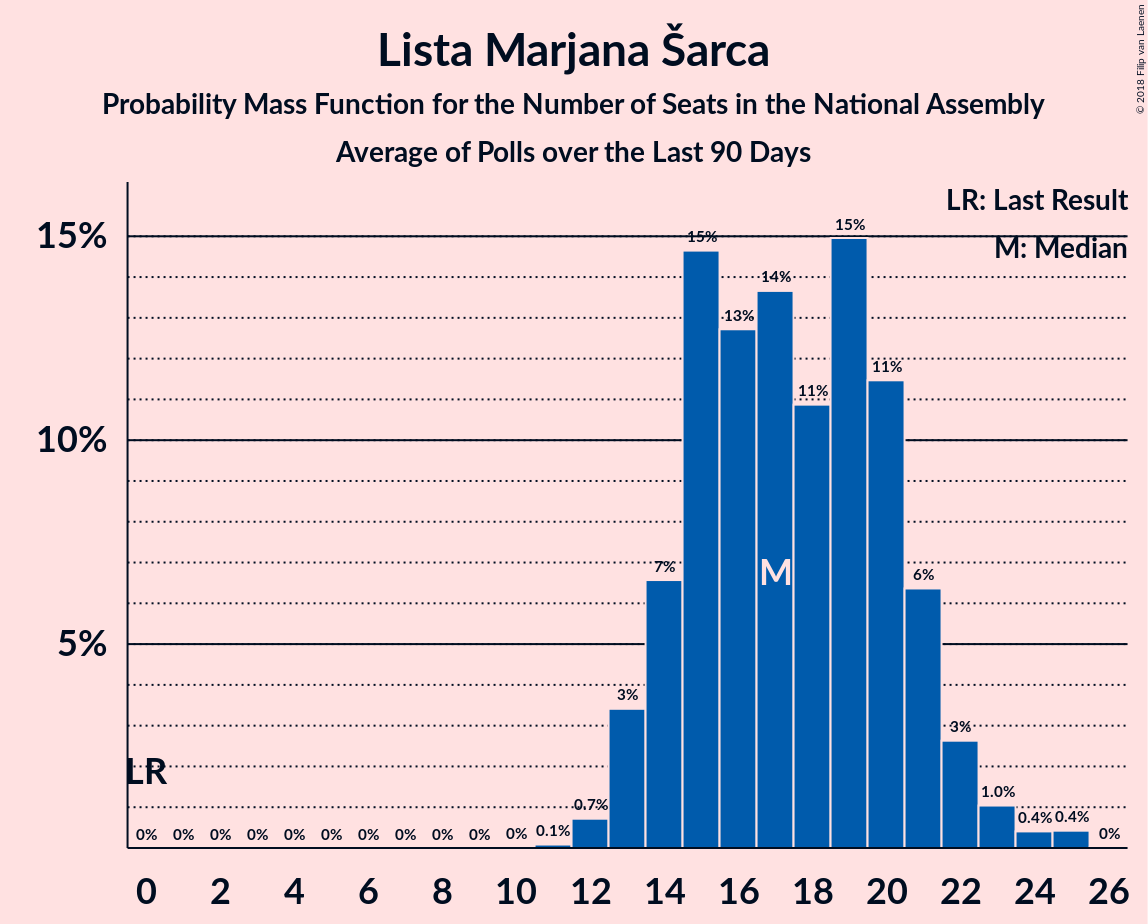 Lista Marjana Šarca
Probability Mass Function for the Number of Seats in the National Assembly
Average of Polls over the Last 90 Days
© 2018 Filip van Laenen
LR: Last Result
M: Median
15%
10%
5%
15%
15%
14%
13%
11%
11%
7%
M
6%
3%
3%
LR
1.0%
0.7%
0.4% 0.4%
0% 0% 0% 0% 0% 0% 0% 0% 0% 0% 0% 0.1% 0%
0 2 4 6 8 10 12 14 16 18 20 22 24 26